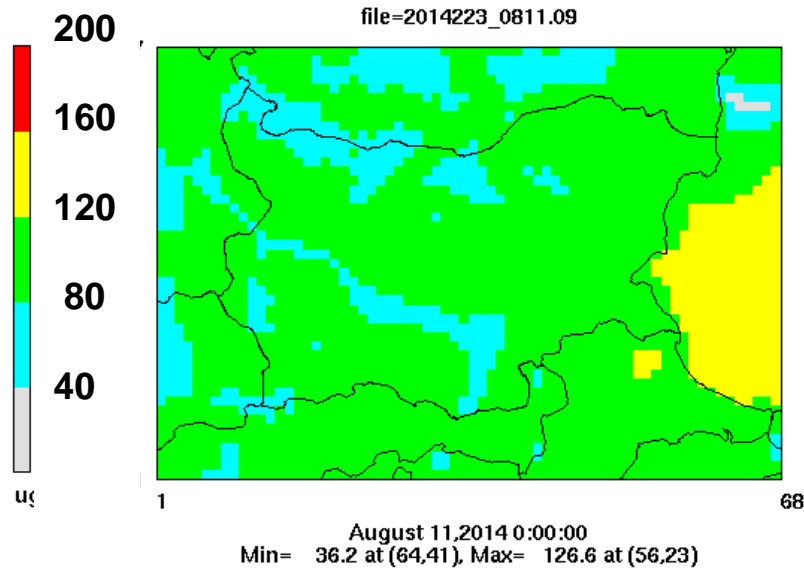 file=2014223_0811.09
200
160
120
80
40
1
68
August 11,2014 0:00:00
Min= 36.2 at (64,41), Max= 126.6 at (56,23)